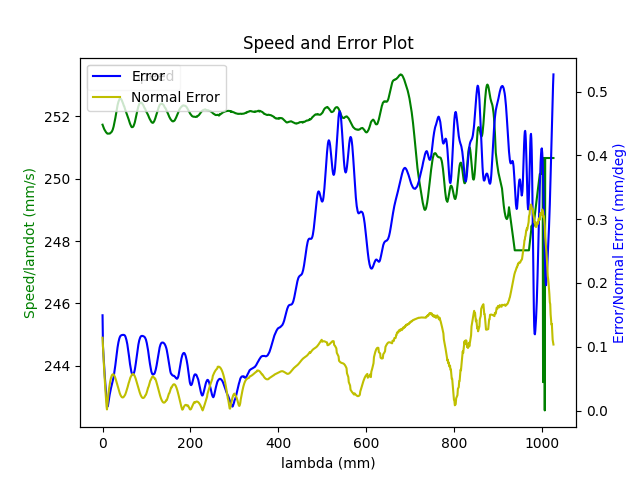 Speed and Error Plot
Error
Normal Error
252
250
248
246
244
0.5
0.4
0.3
0.2
0.1
0.0
0
200
400
600
800
1000
Speed/lamdot (mm/s)
Error/Normal Error (mm/deg)
lambda (mm)